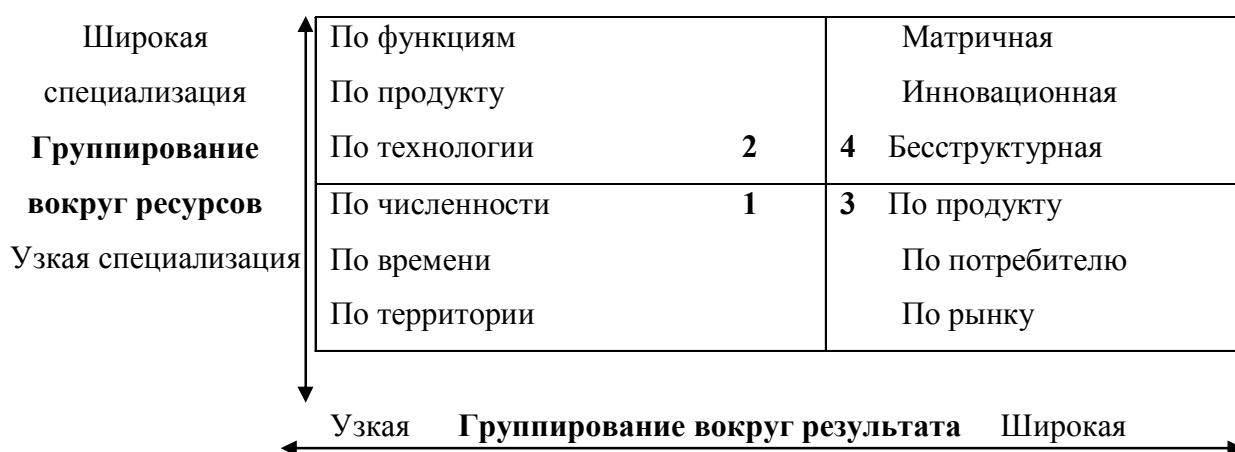 Широкая По функциям Матричная
специализация По продукту Инновационная
Группирование По технологии 2 4 Бесструктурная
вокруг ресурсов По численности 1 3 По продукту
Узкая специализация По времени По потребителю
По территории По рынку
Узкая Группирование вокруг результата Широкая